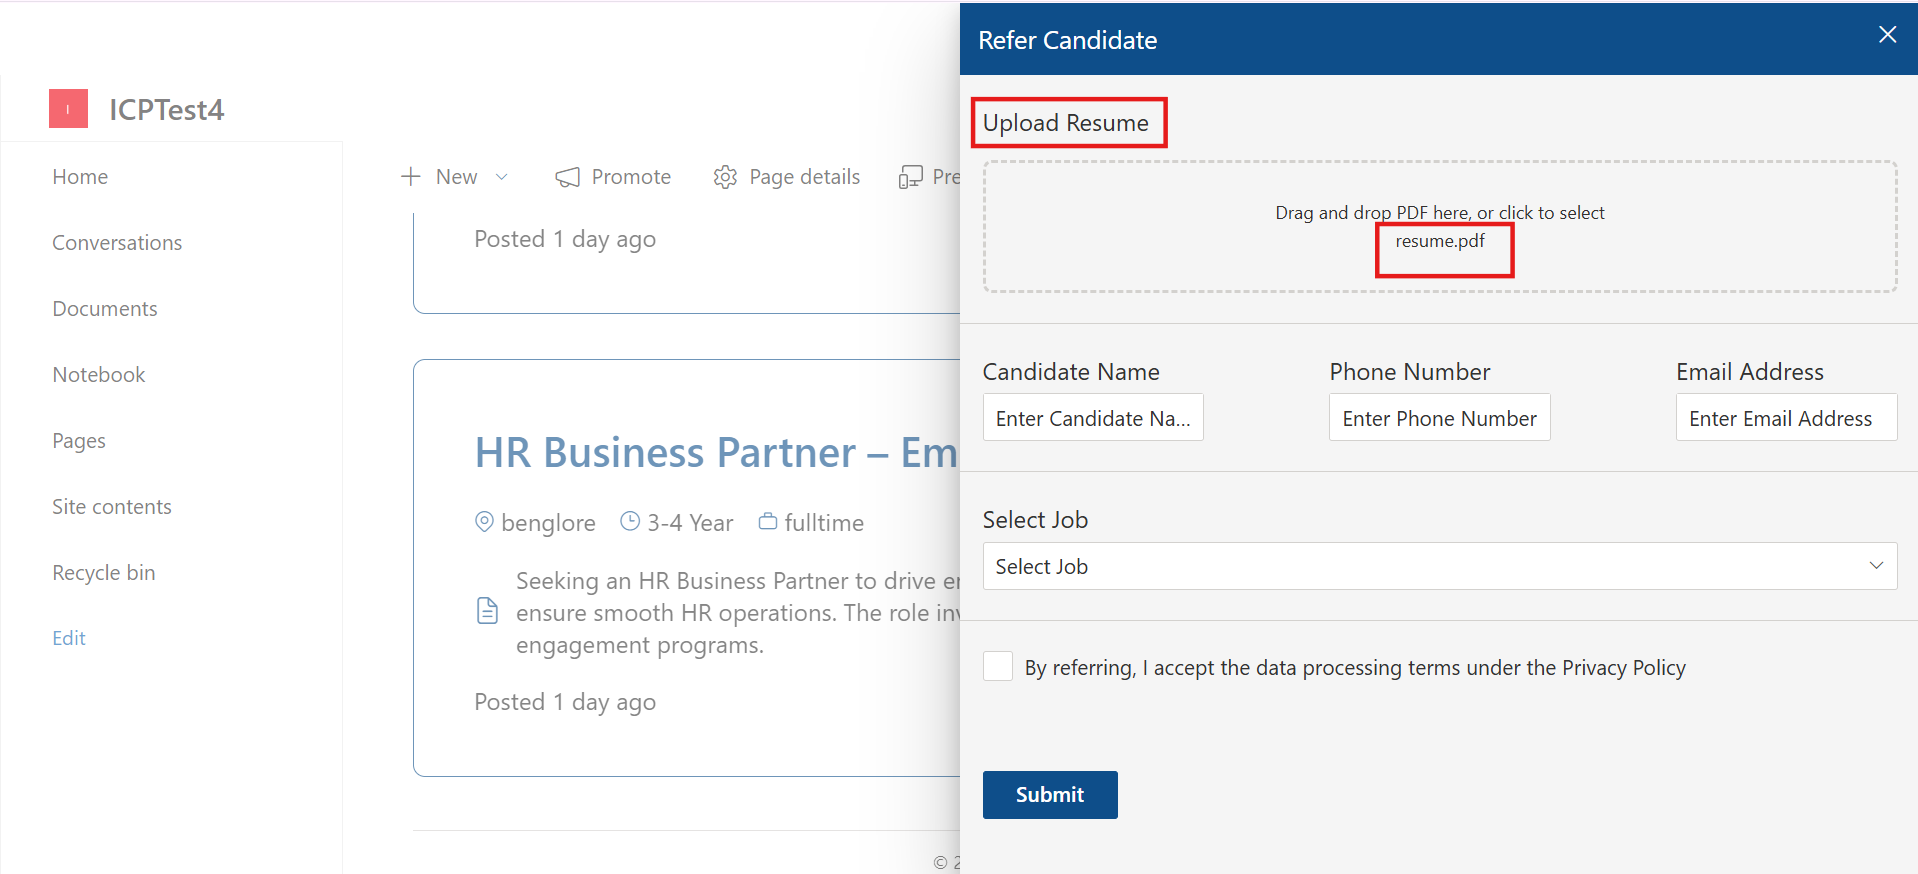 I
ICPTest4
Home
Conversations
Documents
Notebook
Pages
Site contents
Recycle bin
Edit
New
Promote
Page details
Pre
Posted 1 day ago
HR Business Partner – Em
benglore
3-4 Year
fulltime
Seeking an HR Business Partner to drive er
ensure smooth HR operations. The role inv
engagement programs.
Posted 1 day ago
© 2
Refer Candidate
Upload Resume
Drag and drop PDF here, or click to select
resume.pdf
Candidate Name
Enter Candidate Na...
Phone Number
Enter Phone Number
Email Address
Enter Email Address
Select Job
Select Job
By referring, I accept the data processing terms under the Privacy Policy
Submit